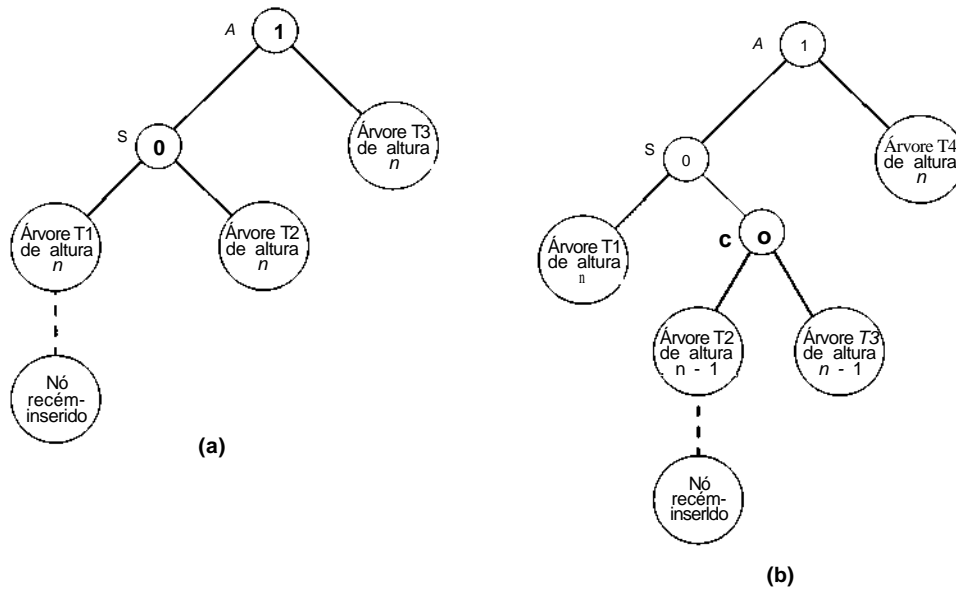 A
1
S
0
Árvore T3
de altura
n
Árvore T1
de altura
n
Árvore T2
de altura
n
Nó
recém-
inserido
(a)
A
1
S
0
Árvore T4
de altura
n
Árvore T1
de altura
n
c
o
Árvore T2
de altura
n - 1
Árvore T3
de altura
n - 1
Nó
recém-
inserldo
(b)